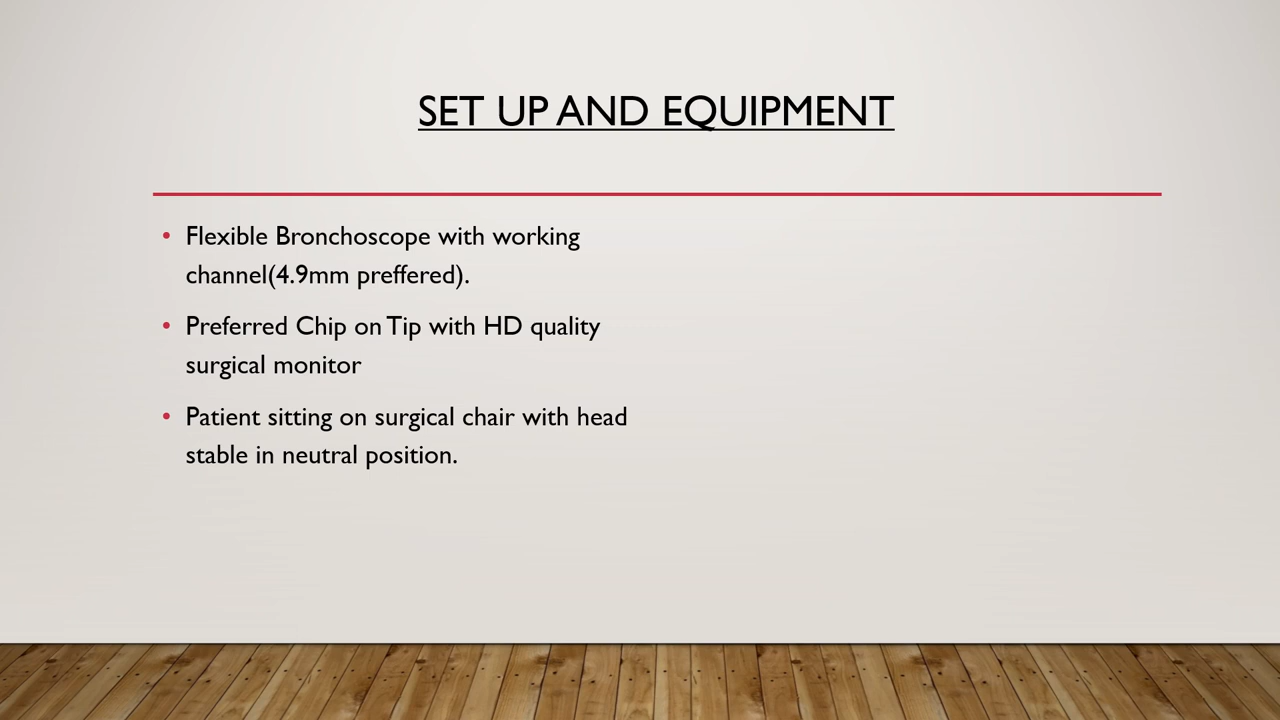 SET UP AND EQUIPMENT
• Flexible Bronchoscope with working
channel(4.9mm preffered).
• Preferred Chip on Tip with HD quality
surgical monitor
• Patient sitting on surgical chair with head
stable in neutral position.